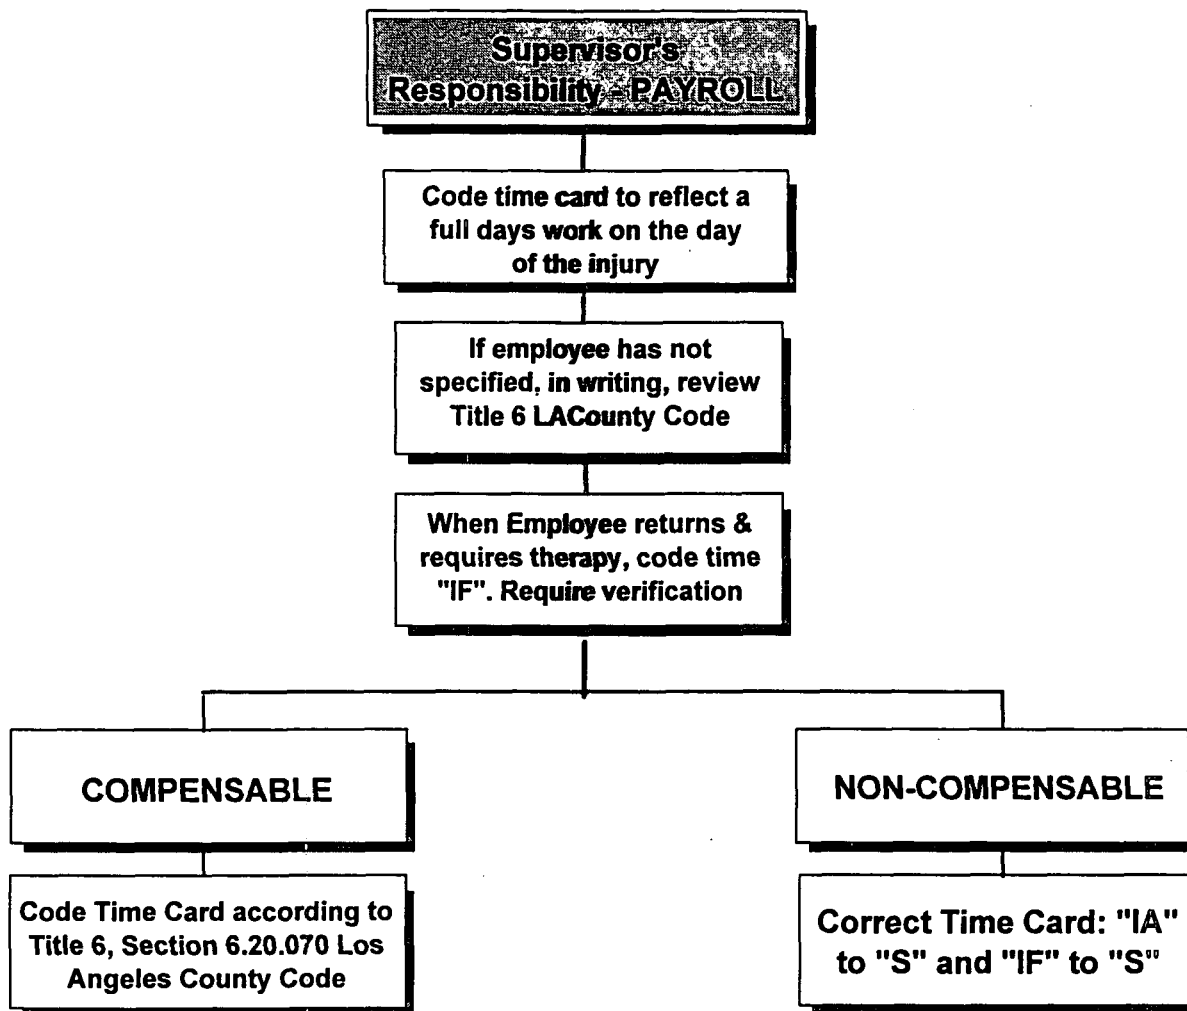 Supervisor's
Responsibility - PAYROLL
Code time card to reflect a
full days work on the day
of the injury
If employee has not
specified, in writing, review
Title 6 LACounty Code
When Employee returns &
requires therapy, code time
"IF". Require verification
COMPENSABLE
NON-COMPENSABLE
Code Time Card according to
Title 6, Section 6.20.070 Los
Angeles County Code
Correct Time Card: "IA"
to "S" and "IF" to "S"